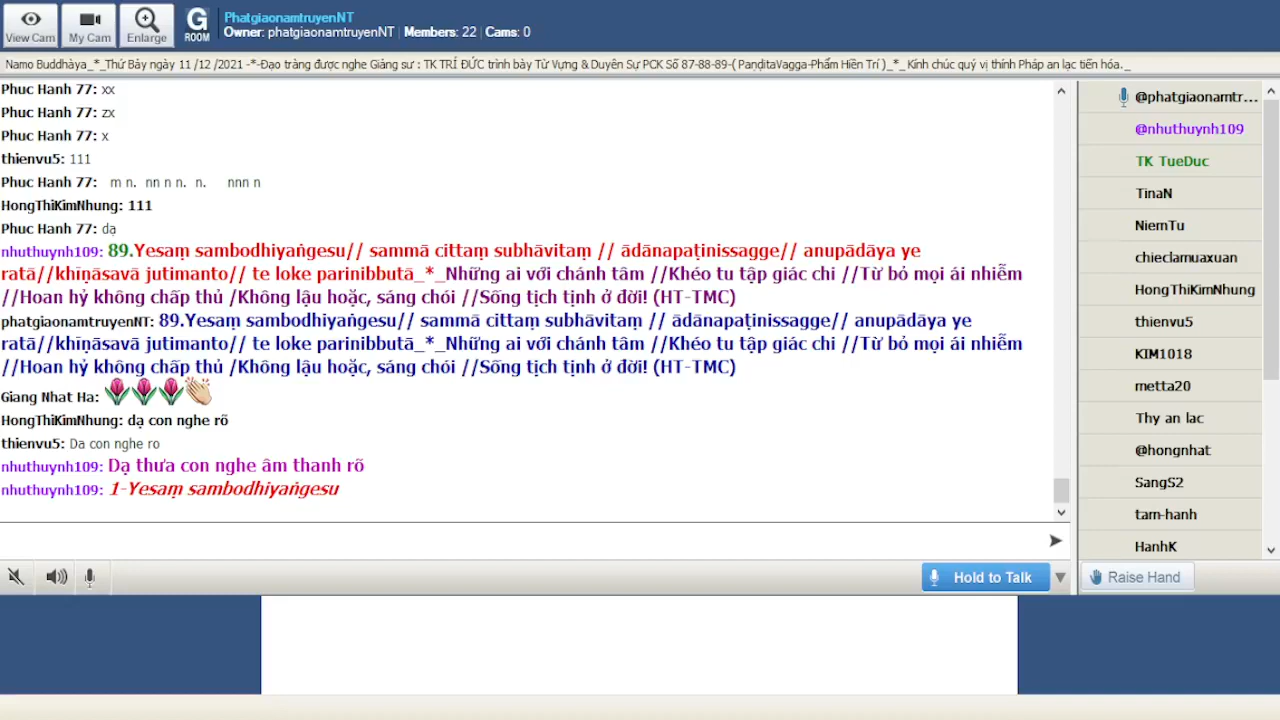 View Cam
My Cam
Enlarge
G
ROOM
PhatgiaonamtruyenNT
Owner: phatgiaonamtruyenNT | Members: 22 | Cams: 0
Namo Buddhàya_*_Thứ Bảy ngày 11 /12 /2021 -*-Đạo tràng được nghe Giảng sư : TK TRÍ ĐỨC trình bày Từ Vựng & Duyên Sự PCK Số 87-88-89-( PaṇḍitaVagga-Phẩm Hiền Trí )_*_ Kính chúc quý vị thính Pháp an lạc tiến hóa._
Phuc Hanh 77: xx
Phuc Hanh 77: zx
Phuc Hanh 77: x
thienvu5: 111
Phuc Hanh 77: m n. nn n n. n. nnn n
HongThiKimNhung: 111
Phuc Hanh 77: dạ
nhuthuynh109: 89.Yesaṃ sambodhiyaṅgesu// sammā cittaṃ subhāvitaṃ // ādānapaṭinissagge// anupādāya ye
ratā//khīṇāsavā jutimanto// te loke parinibbutā_*_Những ai với chánh tâm //Khéo tu tập giác chi //Từ bỏ mọi ái nhiễm
//Hoan hỷ không chấp thủ /Không lậu hoặc, sáng chói //Sống tịch tịnh ở đời! (HT-TMC)
phatgiaonamtruyenNT: 89.Yesaṃ sambodhiyaṅgesu// sammā cittaṃ subhāvitaṃ // ādānapaṭinissagge// anupādāya ye
ratā//khīṇāsavā jutimanto// te loke parinibbutā_*_Những ai với chánh tâm //Khéo tu tập giác chi //Từ bỏ mọi ái nhiễm
//Hoan hỷ không chấp thủ /Không lậu hoặc, sáng chói //Sống tịch tịnh ở đời! (HT-TMC)
Giang Nhat Ha:
HongThiKimNhung: dạ con nghe rõ
thienvu5: Da con nghe ro
nhuthuynh109: Dạ thưa con nghe âm thanh rõ
nhuthuynh109: 1-Yesaṃ sambodhiyaṅgesu
@phatgiaonamtr...
@nhuthuynh109
TK TueDuc
TinaN
NiemTu
chieclamuaxuan
HongThiKimNhung
thienvu5
KIM1018
metta20
Thy an lac
@hongnhat
SangS2
tam-hanh
HanhK
Hold to Talk
Raise Hand